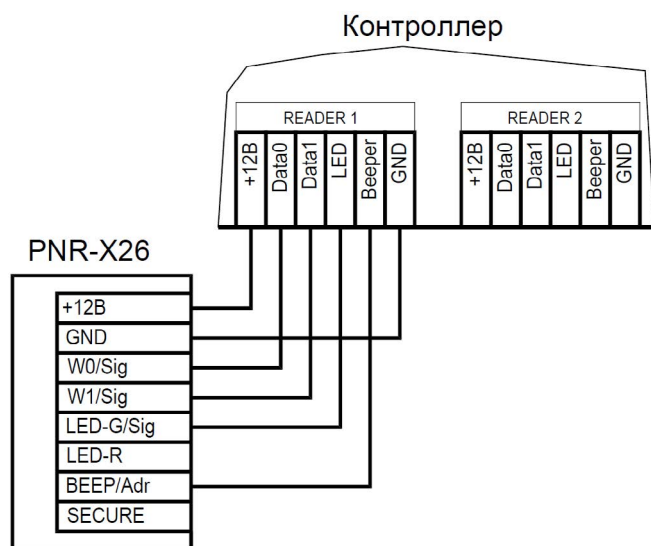 Контроллер
READER 1
READER 2
+12В
Data0
Data1
LED
Beeper
GND
+12В
Data0
Data1
LED
Beeper
GND
PNR-X26
+12В
GND
W0/Sig
W1/Sig
LED-G/Sig
LED-R
BEEP/Adr
SECURE